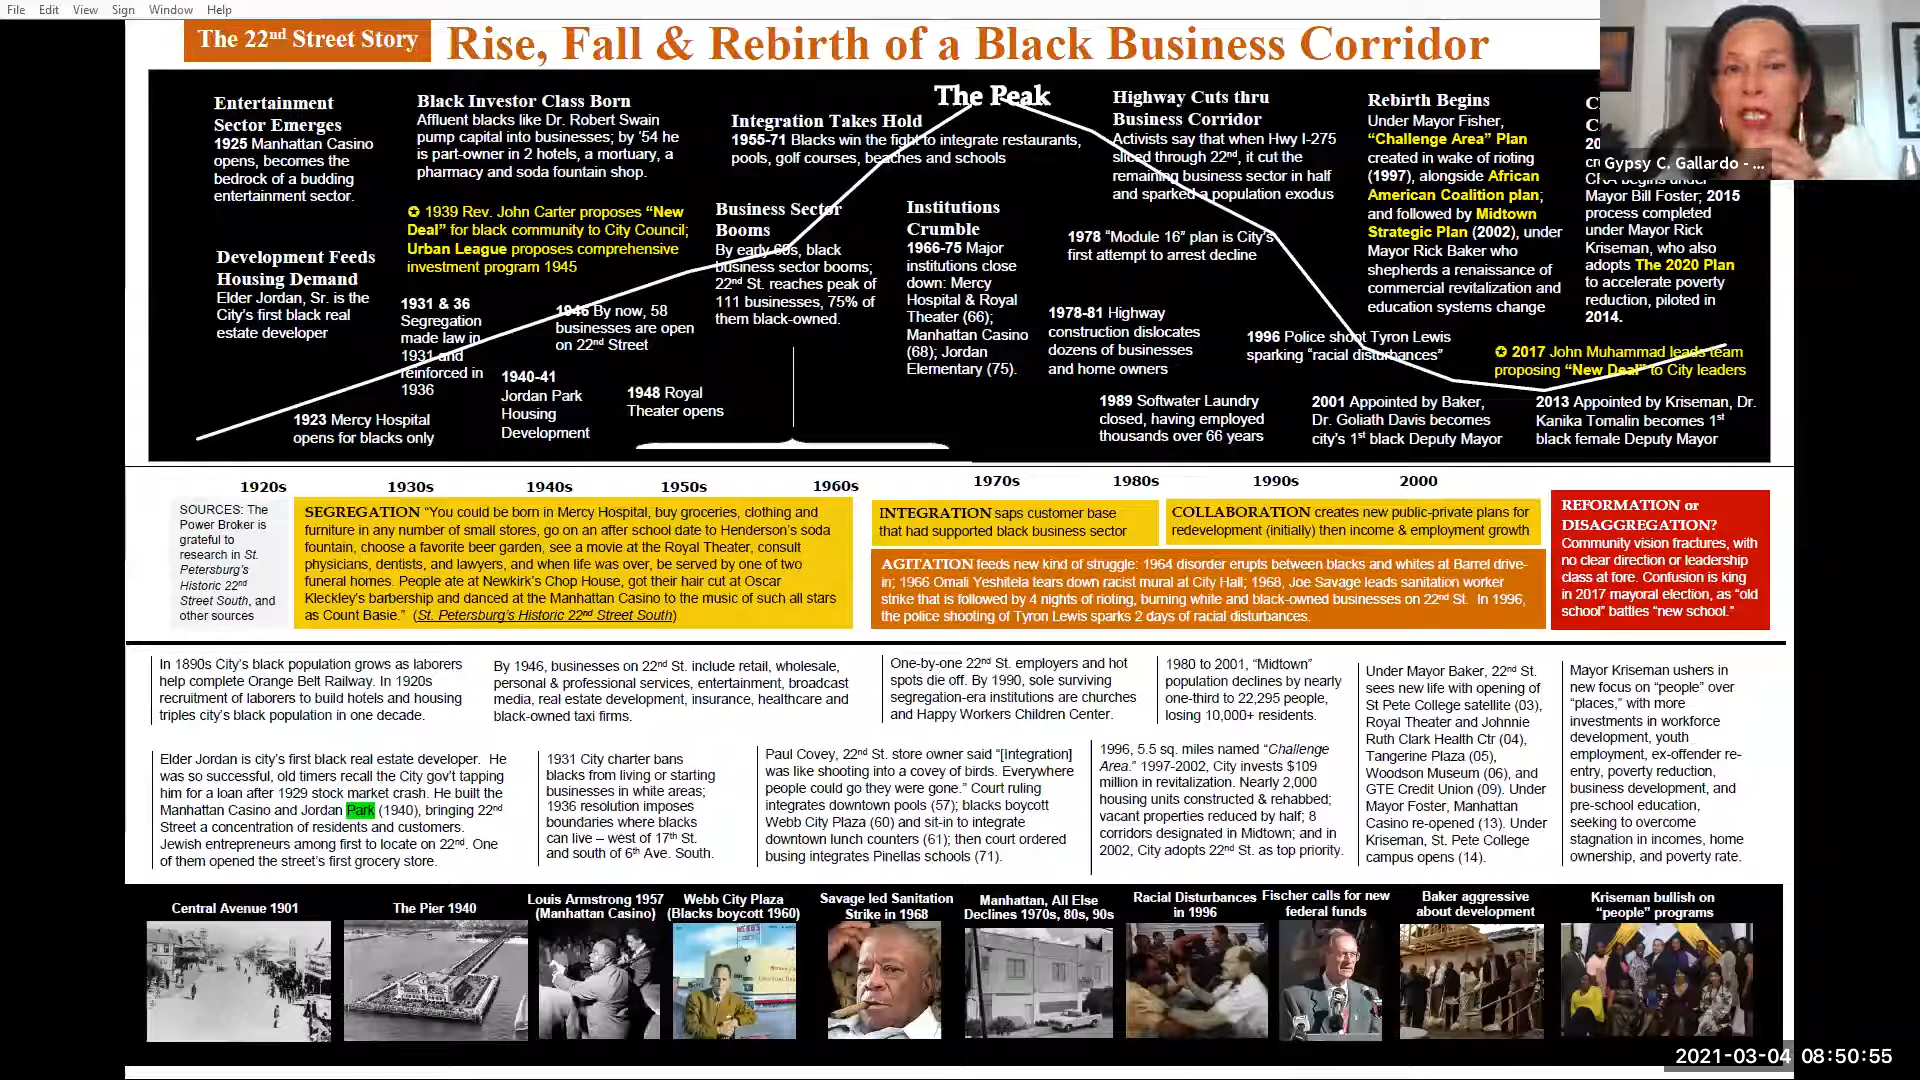 File Edit View Sign Window Help
The 22nd Street Story
Rise, Fall & Rebirth of a Black Business Corridor
The Peak
Entertainment
Sector Emerges
1925 Manhattan Casino
opens, becomes the
bedrock of a budding
entertainment sector.
Development Feeds
Housing Demand
Elder Jordan, Sr. is the
City's first black real
estate developer
Black Investor Class Born
Affluent blacks like Dr. Robert Swain
pump capital into businesses; by '54 he
is part-owner in 2 hotels, a mortuary, a
pharmacy and soda fountain shop.
✪ 1939 Rev. John Carter proposes "New
Deal" for black community to City Council;
Urban League proposes comprehensive
investment program 1945
1931 & 36
Segregation
made law in
1931 and
reinforced in
1936
1923 Mercy Hospital
opens for blacks only
1946 By now, 58
businesses are open
on 22nd Street
1940-41
Jordan Park
Housing
Development
1948 Royal
Theater opens
Integration Takes Hold
1955-71 Blacks win the fight to integrate restaurants,
pools, golf courses, beaches and schools
Business Sector
Booms
By early 60s, black
business sector booms;
22nd St. reaches peak of
111 businesses, 75% of
them black-owned.
Institutions
Crumble
1966-75 Major
institutions close
down: Mercy
Hospital & Royal
Theater (66);
Manhattan Casino
(68); Jordan
Elementary (75).
Highway Cuts thru
Business Corridor
Activists say that when Hwy I-275
sliced through 22nd, it cut the
remaining business sector in half
and sparked a population exodus
1978 "Module 16" plan is City's
first attempt to arrest decline
1978-81 Highway
construction dislocates
dozens of businesses
and home owners
1989 Softwater Laundry
closed, having employed
thousands over 66 years
1996 Police shoot Tyron Lewis
sparking "racial disturbances"
2001 Appointed by Baker,
Dr. Goliath Davis becomes
city's 1st black Deputy Mayor
Rebirth Begins
Under Mayor Fisher,
"Challenge Area" Plan
created in wake of rioting
(1997), alongside African
American Coalition plan;
and followed by Midtown
Strategic Plan (2002), under
Mayor Rick Baker who
shepherds a renaissance of
commercial revitalization and
education systems change
Gypsy C. Gallardo - ...
Mayor Bill Foster; 2015
process completed
under Mayor Rick
Kriseman, who also
adopts The 2020 Plan
to accelerate poverty
reduction, piloted in
2014.
✪ 2017 John Muhammad leads team
proposing "New Deal" to City leaders
2013 Appointed by Kriseman, Dr.
Kanika Tomalin becomes 1st
black female Deputy Mayor
1920s 1930s 1940s 1950s 1960s 1970s 1980s 1990s 2000
SOURCES: The
Power Broker is
grateful to
research in St.
Petersburg's
Historic 22nd
Street South, and
other sources
SEGREGATION "You could be born in Mercy Hospital, buy groceries, clothing and
furniture in any number of small stores, go on an after school date to Henderson's soda
fountain, choose a favorite beer garden, see a movie at the Royal Theater, consult
physicians, dentists, and lawyers, and when life was over, be served by one of two
funeral homes. People ate at Newkirk's Chop House, got their hair cut at Oscar
Kleckley's barbership and danced at the Manhattan Casino to the music of such all stars
as Count Basie." (St. Petersburg's Historic 22nd Street South)
INTEGRATION saps customer base
that had supported black business sector
COLLABORATION creates new public-private plans for
redevelopment (initially) then income & employment growth
AGITATION feeds new kind of struggle: 1964 disorder erupts between blacks and whites at Barrel drive-
in; 1966 Omali Yeshitela tears down racist mural at City Hall; 1968, Joe Savage leads sanitation worker
strike that is followed by 4 nights of rioting, burning white and black-owned businesses on 22nd St. In 1996,
the police shooting of Tyron Lewis sparks 2 days of racial disturbances.
REFORMATION or
DISAGGREGATION?
Community vision fractures, with
no clear direction or leadership
class at fore. Confusion is king
in 2017 mayoral election, as "old
school" battles "new school."
In 1890s City's black population grows as laborers
help complete Orange Belt Railway. In 1920s
recruitment of laborers to build hotels and housing
triples city's black population in one decade.
By 1946, businesses on 22nd St. include retail, wholesale,
personal & professional services, entertainment, broadcast
media, real estate development, insurance, healthcare and
black-owned taxi firms.
One-by-one 22nd St. employers and hot
spots die off. By 1990, sole surviving
segregation-era institutions are churches
and Happy Workers Children Center.
1980 to 2001, "Midtown"
population declines by nearly
one-third to 22,295 people,
losing 10,000+ residents.
Elder Jordan is city's first black real estate developer. He
was so successful, old timers recall the City gov't tapping
him for a loan after 1929 stock market crash. He built the
Manhattan Casino and Jordan Park (1940), bringing 22nd
Street a concentration of residents and customers.
Jewish entrepreneurs among first to locate on 22nd. One
of them opened the street's first grocery store.
1931 City charter bans
blacks from living or starting
businesses in white areas;
1936 resolution imposes
boundaries where blacks
can live – west of 17th St.
and south of 6th Ave. South.
Paul Covey, 22nd St. store owner said "[Integration]
was like shooting into a covey of birds. Everywhere
people could go they were gone." Court ruling
integrates downtown pools (57); blacks boycott
Webb City Plaza (60) and sit-in to integrate
downtown lunch counters (61); then court ordered
busing integrates Pinellas schools (71).
1996, 5.5 sq. miles named "Challenge
Area." 1997-2002, City invests $109
million in revitalization. Nearly 2,000
housing units constructed & rehabbed;
vacant properties reduced by half; 8
corridors designated in Midtown; and in
2002, City adopts 22nd St. as top priority.
Under Mayor Baker, 22nd St.
sees new life with opening of
St Pete College satellite (03),
Royal Theater and Johnnie
Ruth Clark Health Ctr (04),
Tangerine Plaza (05),
Woodson Museum (06), and
GTE Credit Union (09). Under
Mayor Foster, Manhattan
Casino re-opened (13). Under
Kriseman, St. Pete College
campus opens (14).
Mayor Kriseman ushers in
new focus on "people" over
"places," with more
investments in workforce
development, youth
employment, ex-offender re-
entry, poverty reduction,
business development, and
pre-school education,
seeking to overcome
stagnation in incomes, home
ownership, and poverty rate.
Central Avenue 1901
The Pier 1940
Louis Armstrong 1957
(Manhattan Casino)
Webb City Plaza
(Blacks boycott 1960)
Savage led Sanitation
Strike in 1968
Manhattan, All Else
Declines 1970s, 80s, 90s
Racial Disturbances
in 1996
Fischer calls for new
federal funds
Baker aggressive
about development
Kriseman bullish on
"people" programs
2021-03-04 08:50:55